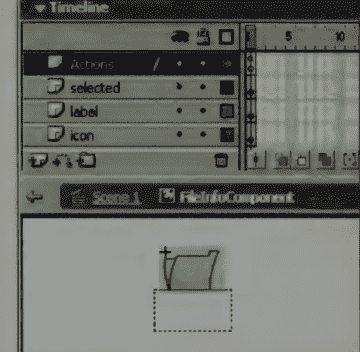 Timeline
5 10
Actions
selected
label
icon
Scene 1 FileInfoComponent